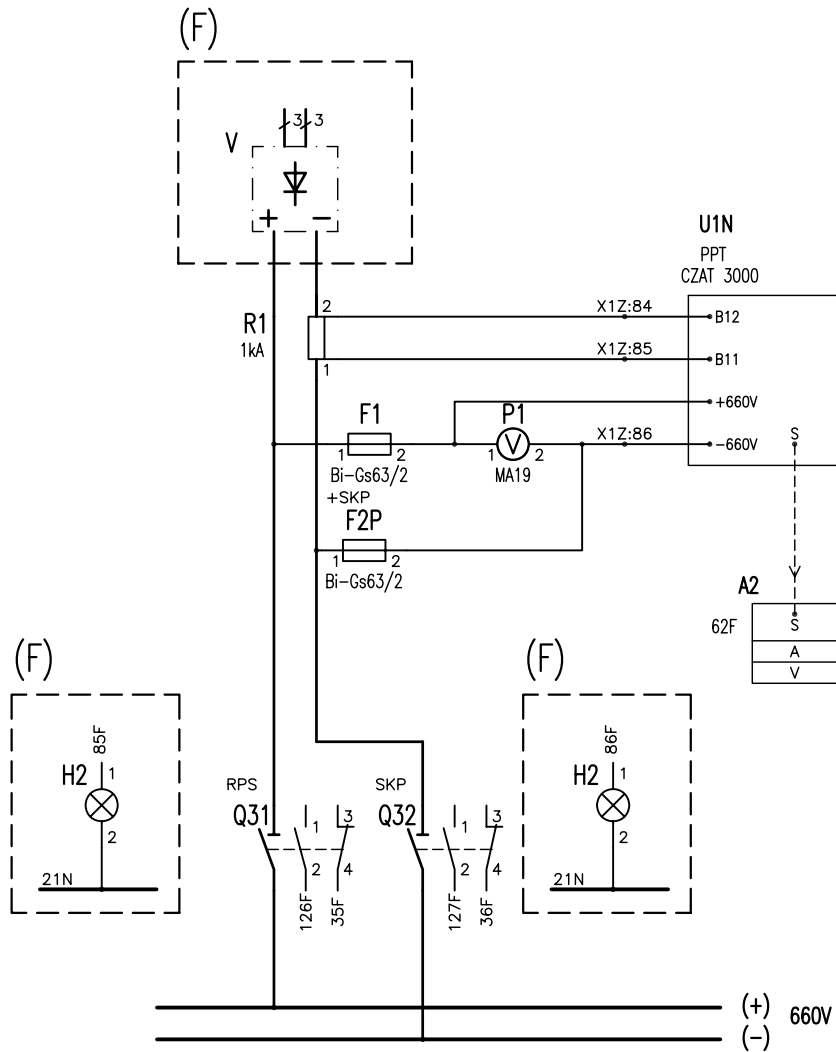 (F)
3 3
V
+ −
U1N
PPT
CZAT 3000
R1
1kA
2
1
X1Z:84
B12
X1Z:85
B11
+660V
F1
1 2
Bi-Gs63/2
P1
V
1 2
MA19
X1Z:86
-660V
S
+SKP
F2P
1 2
Bi-Gs63/2
A2
62F
S
A
V
(F)
85F
H2
1
2
21N
RPS
Q31
1
2
3
4
126F
35F
SKP
Q32
1
2
3
4
127F
36F
(F)
86F
H2
1
2
21N
(+)
660V
(-)